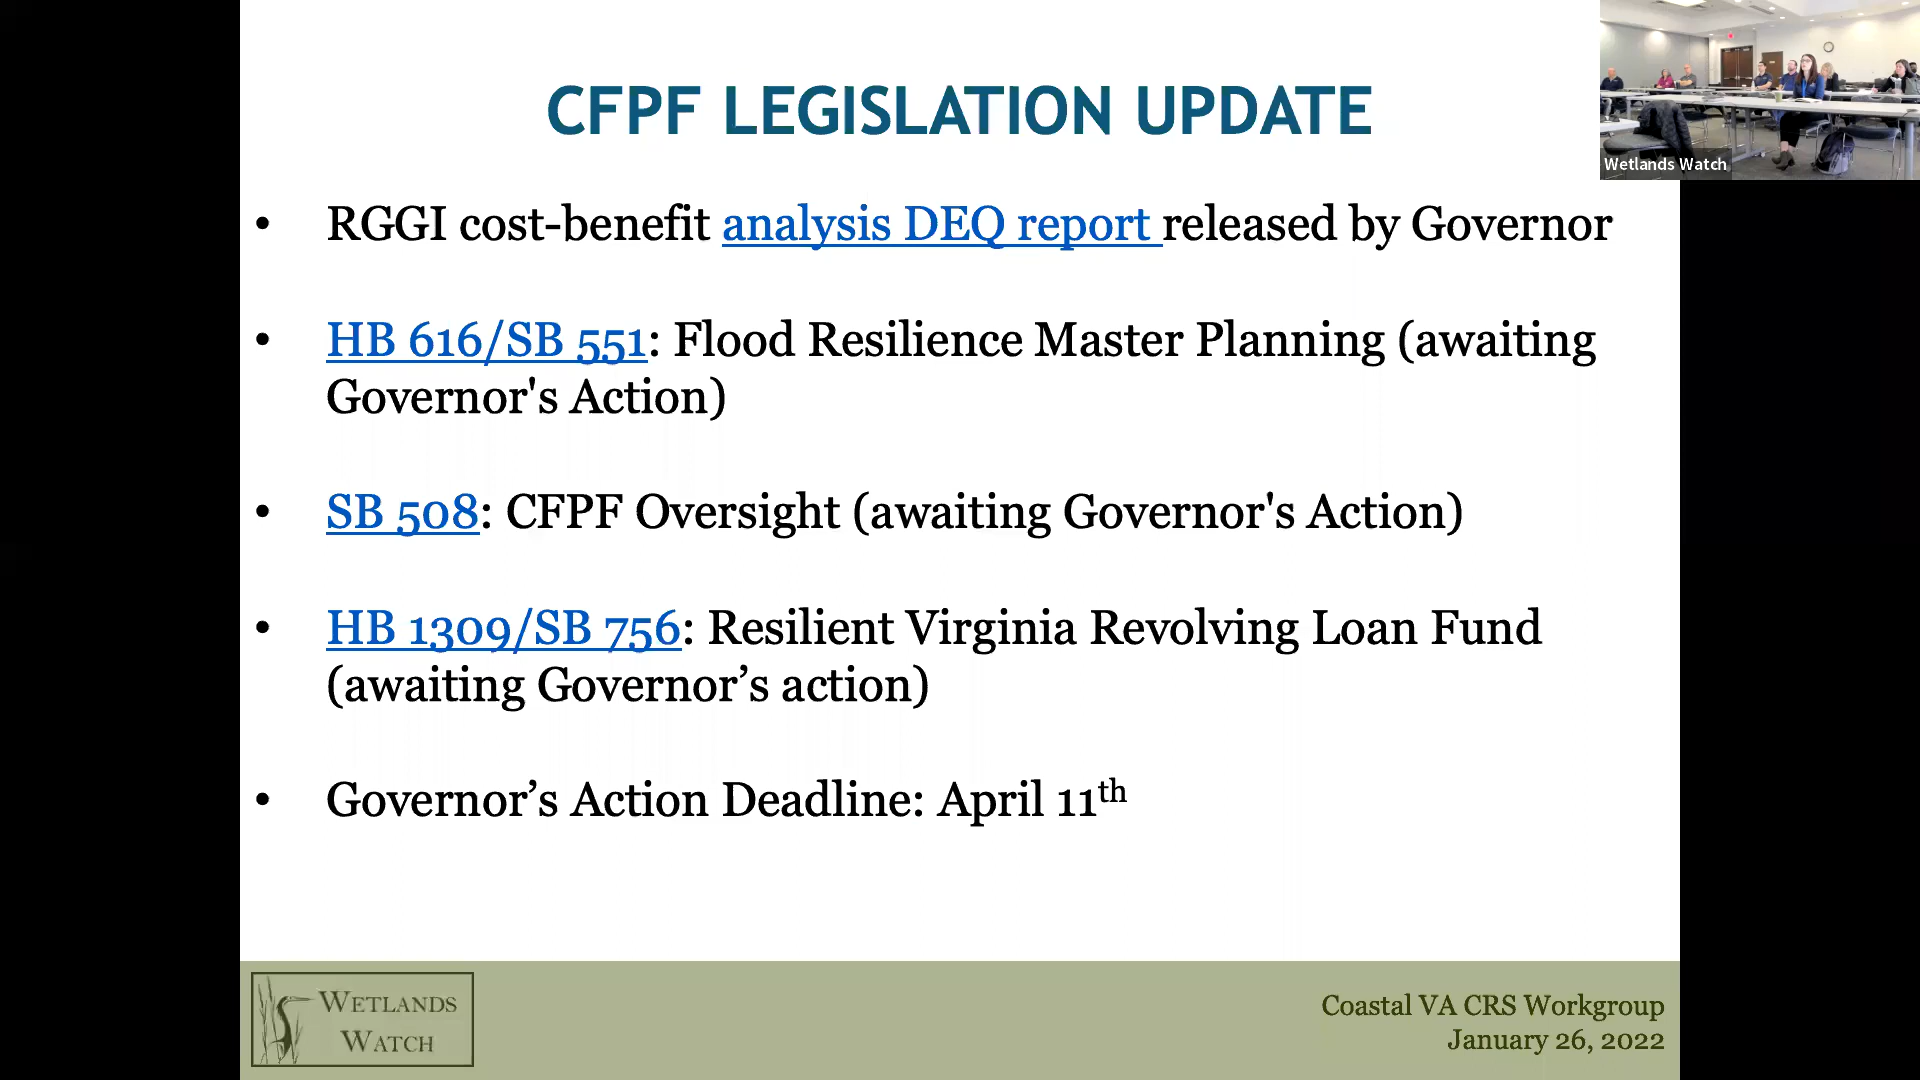 CFPF LEGISLATION UPDATE
Wetlands Watch
• RGGI cost-benefit analysis DEQ report released by Governor
• HB 616/SB 551: Flood Resilience Master Planning (awaiting
Governor's Action)
• SB 508: CFPF Oversight (awaiting Governor's Action)
• HB 1309/SB 756: Resilient Virginia Revolving Loan Fund
(awaiting Governor’s action)
• Governor’s Action Deadline: April 11th
WETLANDS
WATCH
Coastal VA CRS Workgroup
January 26, 2022